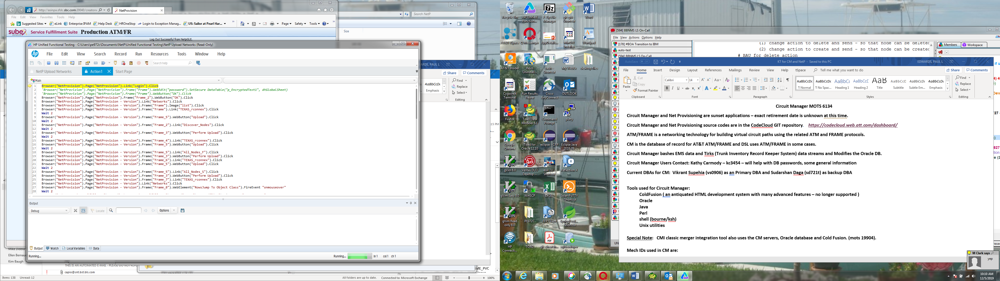 http://asinpa.sfdc.sbc.com:20040/creatorw
NetProvision
File Edit View Favorites Tools Help
Suggested Sites
eLink
Enterprise IPAM
Help Desk
HROneStop
Login to Exception Manag...
US: Sailor at Pearl Har...
Page Safety Tools
subex Service Fulfillment Suite Production ATM/FR
Log Out Successful from NetpGUI.
Search NetP
Size
HP Unified Functional Testing - C:\Users\pe972c\Documents\NetP\Unified Functional Testing\NetP Upload Networks (Read-Only)
File Edit View Search Record Run Resources Tools Window Help
Search help
NetP Upload Networks
Action1
Start Page
Main
1 Browser("NetProvision").Page("NetProvision").Link("Login").Click
2 'Browser("NetProvision").Page("NetProvision").Frame("Frame").WebEdit("password").SetSecure DataTable("p_EncryptedText1", dtGlobalSheet)
3 'Browser("NetProvision").Page("NetProvision").Frame("Frame").WebButton("OK").Click
4 Browser("NetProvision").Page("NetProvision").Frame("Frame_2").WebButton("OK").Click
5 Browser("NetProvision").Page("NetProvision - Version").Link("Networks").Click
6 Browser("NetProvision").Page("NetProvision - Version").Frame("Frame").Image("list").Click
7 Browser("NetProvision").Page("NetProvision - Version").Frame("Frame").Link("TEXAS_rconnex").Click
8 Wait 2
9 Browser("NetProvision").Page("NetProvision - Version").Frame("Frame_5").WebButton("Upload").Click
10 Wait 2
11 Browser("NetProvision").Page("NetProvision - Version").Frame("Frame_2").Link("Discover_Nodes").Click
12 Wait 2
13 Browser("NetProvision").Page("NetProvision - Version").Frame("Frame_3").WebButton("Perform Upload").Click
14 Wait 2
15 Browser("NetProvision").Page("NetProvision - Version").Frame("Frame_4").Link("TEXAS_rconnex").Click
16 Browser("NetProvision").Page("NetProvision - Version").Frame("Frame_5").WebButton("Upload").Click
17 Wait 2
18 Browser("NetProvision").Page("NetProvision - Version").Frame("Frame_5").Link("All_Nodes_F").Click
19 Browser("NetProvision").Page("NetProvision - Version").Frame("Frame_3").WebButton("Perform Upload").Click
20 Browser("NetProvision").Page("NetProvision - Version").Frame("Frame_6").Link("TEXAS_rconnex").Click
21 Browser("NetProvision").Page("NetProvision - Version").Frame("Frame_5").WebButton("Upload").Click
22 Wait 2
23 Browser("NetProvision").Page("NetProvision - Version").Frame("Frame_5").Link("All_Nodes_S").Click
24 Browser("NetProvision").Page("NetProvision - Version").Frame("Frame_3").WebButton("Perform Upload").Click
25 Browser("NetProvision").Page("NetProvision - Version").Frame("Frame_7").Link("TEXAS_rconnex").Click
26 Browser("NetProvision").Page("NetProvision - Version").Link("Networks").Click
27 Browser("NetProvision").Page("NetProvision - Version").Frame("Frame_8").WebElement("RowsJump To Object Class").FireEvent "onmouseover"
28 Wait 2
Output
Debug
Locate
Options
Output Watch Local Variables Data
Running...
Running... ln 1 col 1 ch 1
ARDS, PAUL L
Share Comments
AaBbCcDc
Emphasis
Find
Replace
Select
Editing
Mike Diddia
Ellen Bernau
Kim Baugh
THIS IS AN AUTOMATED E-MAIL - PLEASE DO NOT REPL
capio@snt.bst.bls.com
ME_PVC
Items: 138 Unread: 12
All folders are up to date. Connected to: Microsoft Exchange
100%
Recycle Bin
HP Unified Function...
7-Zip File Manager
git-gui - Shortcut
Word
AT&T tSpace
Q Messenger
AppDetails...
MinGW Installer
Wordpad
AT&T Insider
Revo Uninstall...
bash - Shortcut
My WebEx
desktop files
Cygwin64 Terminal
Run Results Viewer
Cisco AnyConnect
OUTLOOK
Firefox
Toad Data Modeler 6.1
Command Prompt
putty
Google Chrome
Toad for Oracle 12.10
eclipse - CPP
Eclipse Java 2018-09
gVim 8.0
Veritas DLO Desktop ...
eulr (1) - Shortcut
Reflection X
gVim Easy 8.0
WinSCP
EXCEL
Solar-PuTTY - Shortcut
gVim Read only 8.0
PE972C
FTP Client
SpringTool... - Shortcut
HP Connecti...
TOAD
git-cheatsh...
sqldeveloper - Shortcut
[594] BBNMS LS On-Call
File View Actions Options Help
[178] #BOA Transition to IBM
auto-test
[594] BBNMS LS On-Call
(1) change action to delete and send - so that node can be deleted
(2) change action to create and send - so that node can be created
# BAU for delete action
Members Workspace
AutoSave Off
KT for CM and NetP - Saved to this PC
EDWARDS, PAUL L
File Home Insert Design Layout References Mailings Review View Help tSpace Tell me what you want to do
Share Comments
Paste
Cut
Copy
Format Painter
Clipboard
Calibri 14
Font
Paragraph
¶ Normal
¶ No Spac...
Heading 1
Heading 2
Title
Subtitle
Subtle Em...
Emphasis
Styles
Find
Replace
Select
Editing
Circuit Manager MOTS 6134
Circuit Manager and Net Provisioning are sunset applications – exact retirement date is unknown at this time.
Circuit Manager and Net Provisioning source codes are in the CodeCloud GIT repository. https://codecloud.web.att.com/dashboard/
ATM/FRAME is a networking technology for building virtual circuit paths using the related ATM and FRAME protocols.
CM is the database of record for AT&T ATM/FRAME and DSL uses ATM/FRAME in some cases.
Circuit Manager bashes EMS data and Tirks (Trunk Inventory Record Keeper System) data streams and Modifies the Oracle DB.
Circuit Manager Users Contact: Kathy Carmody – kc3454 – will help with DB passwords, some general information
Current DBAs for CM: Vikrant Supehia (vs0906) as an Primary DBA and Sudarshan Daga (sd721t) as backup DBA
Tools used for Circuit Manager:
ColdFusion ( an antiquated HTML development system with many advanced features – no longer supported )
Oracle
Java
Perl
shell (bourne/ksh)
Unix utilities
Special Note: CMI classic merger integration tool also uses the CM servers, Oracle database and Cold Fusion. (mots 19904).
Mech IDs used in CM are:
M Clark says
yep
10:10 AM
12/5/2019